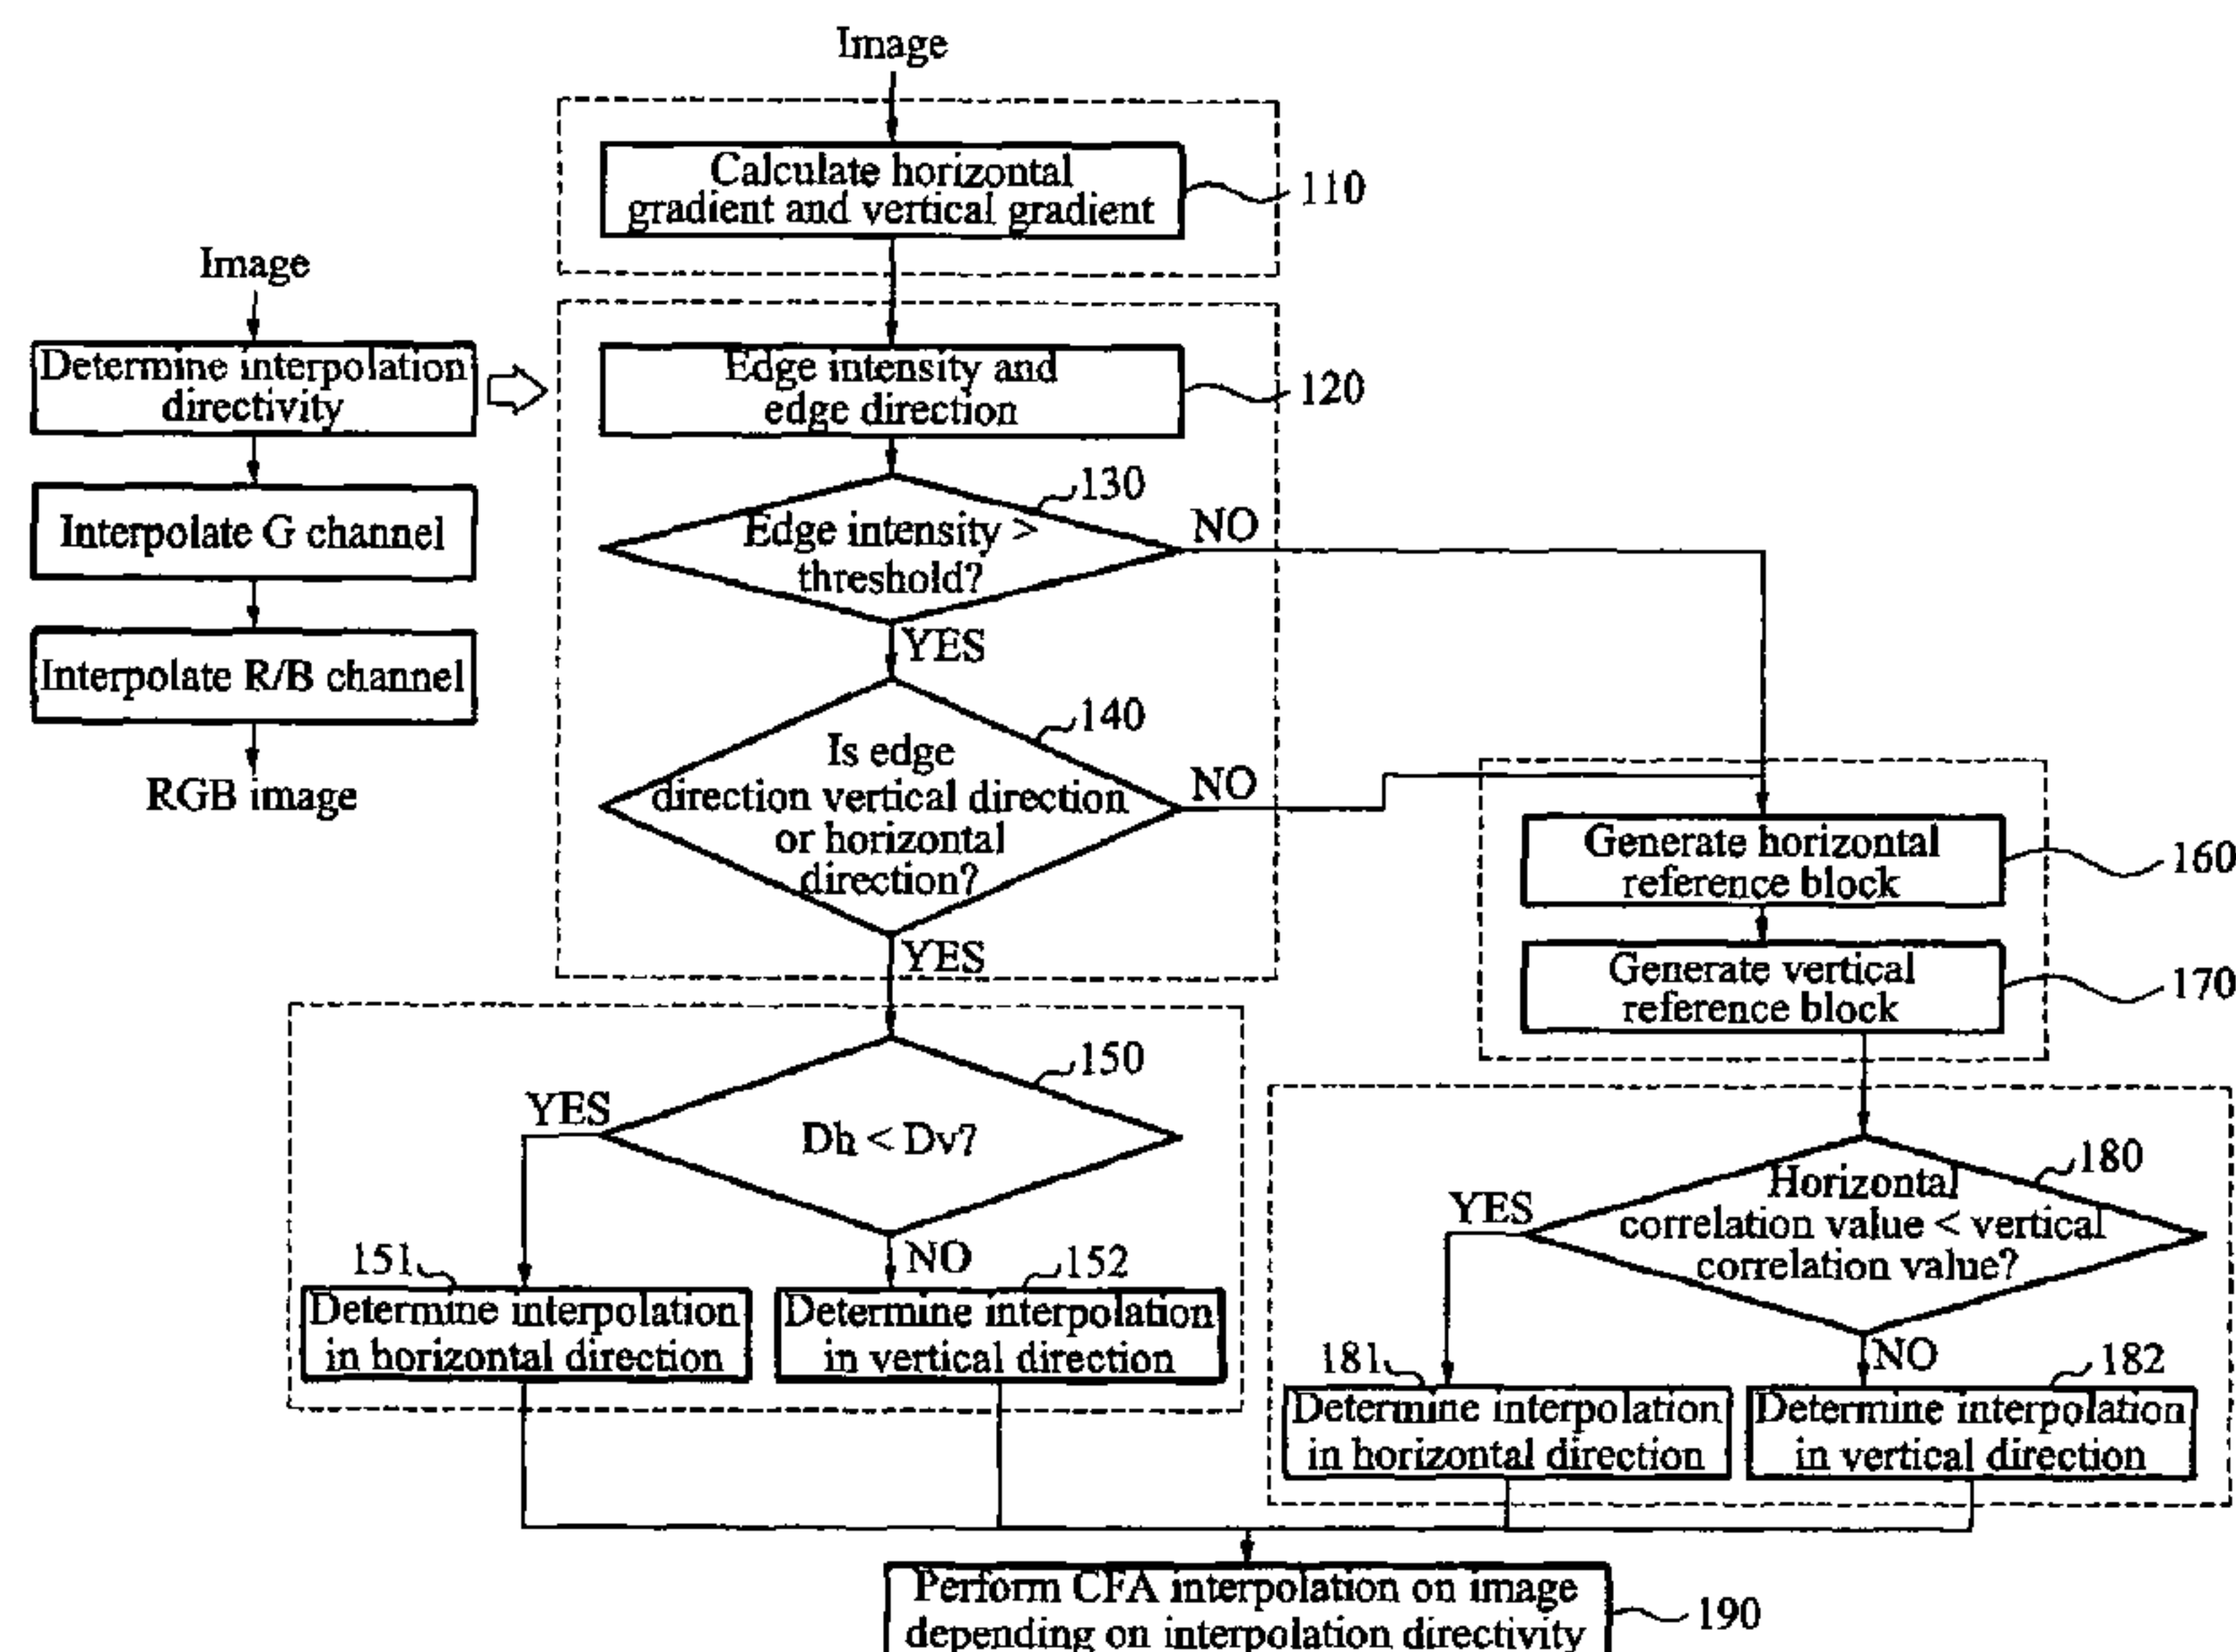 Image
Determine interpolation
directivity
Interpolate G channel
Interpolate R/B channel
RGB image
Image
Calculate horizontal
gradient and vertical gradient
110
Edge intensity and
edge direction
120
130
Edge intensity >
threshold?
NO
YES
140
Is edge
direction vertical direction
or horizontal
direction?
NO
YES
150
Dh < Dv?
YES
NO
151
Determine interpolation
in horizontal direction
152
Determine interpolation
in vertical direction
Generate horizontal
reference block
160
Generate vertical
reference block
170
180
Horizontal
correlation value < vertical
correlation value?
YES
NO
181
Determine interpolation
in horizontal direction
182
Determine interpolation
in vertical direction
Perform CFA interpolation on image
depending on interpolation directivity
190